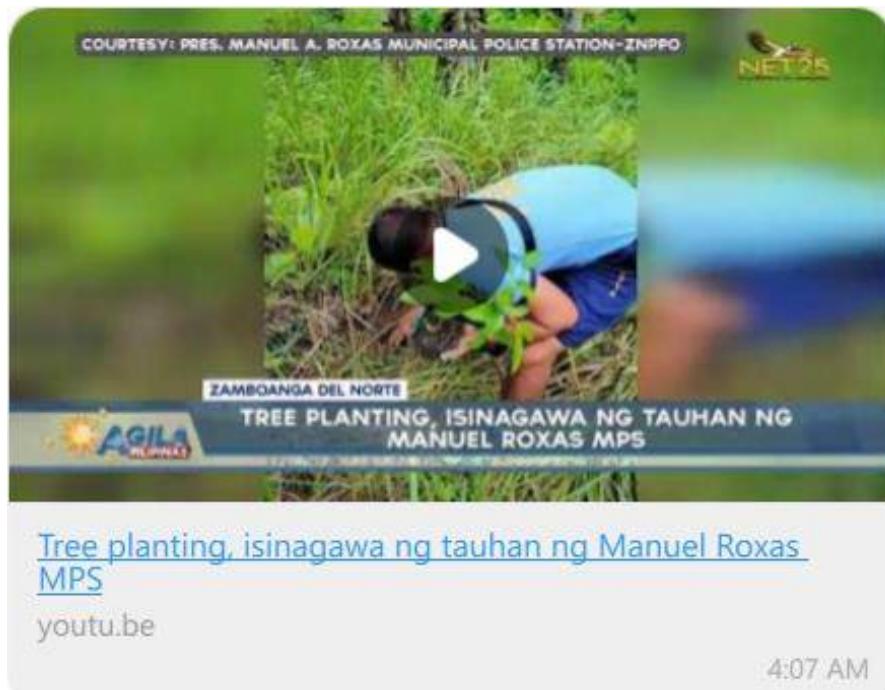 COURTESY: PRES. MANUEL A. ROXAS MUNICIPAL POLICE STATION-ZNPPO
NET25
ZAMBOANGA DEL NORTE
AGILA
PILIPINAS
TREE PLANTING, ISINAGAWA NG TAUHAN NG
MANUEL ROXAS MPS
Tree planting, isinagawa ng tauhan ng Manuel Roxas
MPS
youtu.be
4:07 AM